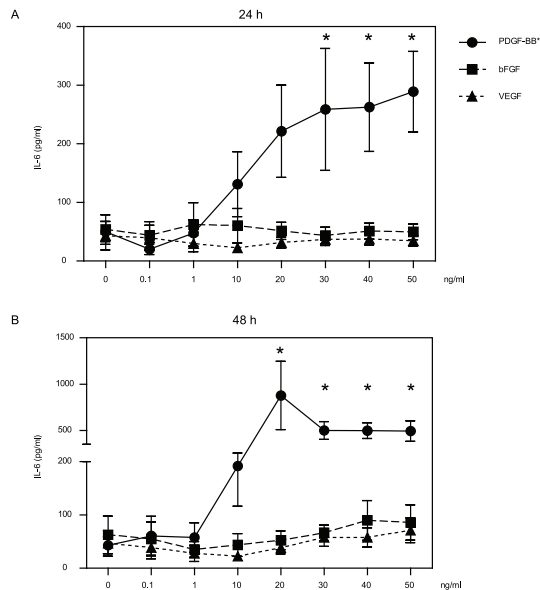 A
24 h
400
300
200
100
0
IL-6 (pg/ml)
* * *
0 0.1 1 10 20 30 40 50 ng/ml
PDGF-BB*
bFGF
VEGF
B
48 h
1500
1000
500
200
100
0
IL-6 (pg/ml)
* * * *
0 0.1 1 10 20 30 40 50 ng/ml